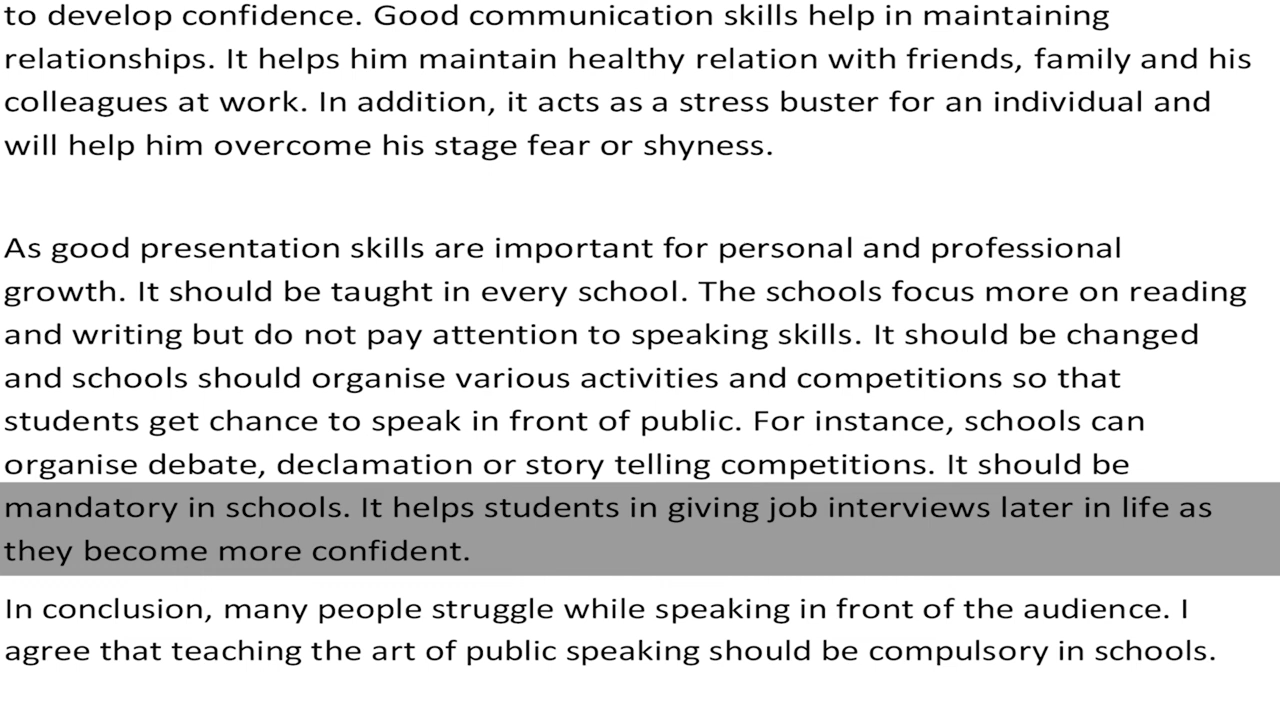 to develop confidence. Good communication skills help in maintaining
relationships. It helps him maintain healthy relation with friends, family and his
colleagues at work. In addition, it acts as a stress buster for an individual and
will help him overcome his stage fear or shyness.
As good presentation skills are important for personal and professional
growth. It should be taught in every school. The schools focus more on reading
and writing but do not pay attention to speaking skills. It should be changed
and schools should organise various activities and competitions so that
students get chance to speak in front of public. For instance, schools can
organise debate, declamation or story telling competitions. It should be
mandatory in schools. It helps students in giving job interviews later in life as
they become more confident.
In conclusion, many people struggle while speaking in front of the audience. I
agree that teaching the art of public speaking should be compulsory in schools.